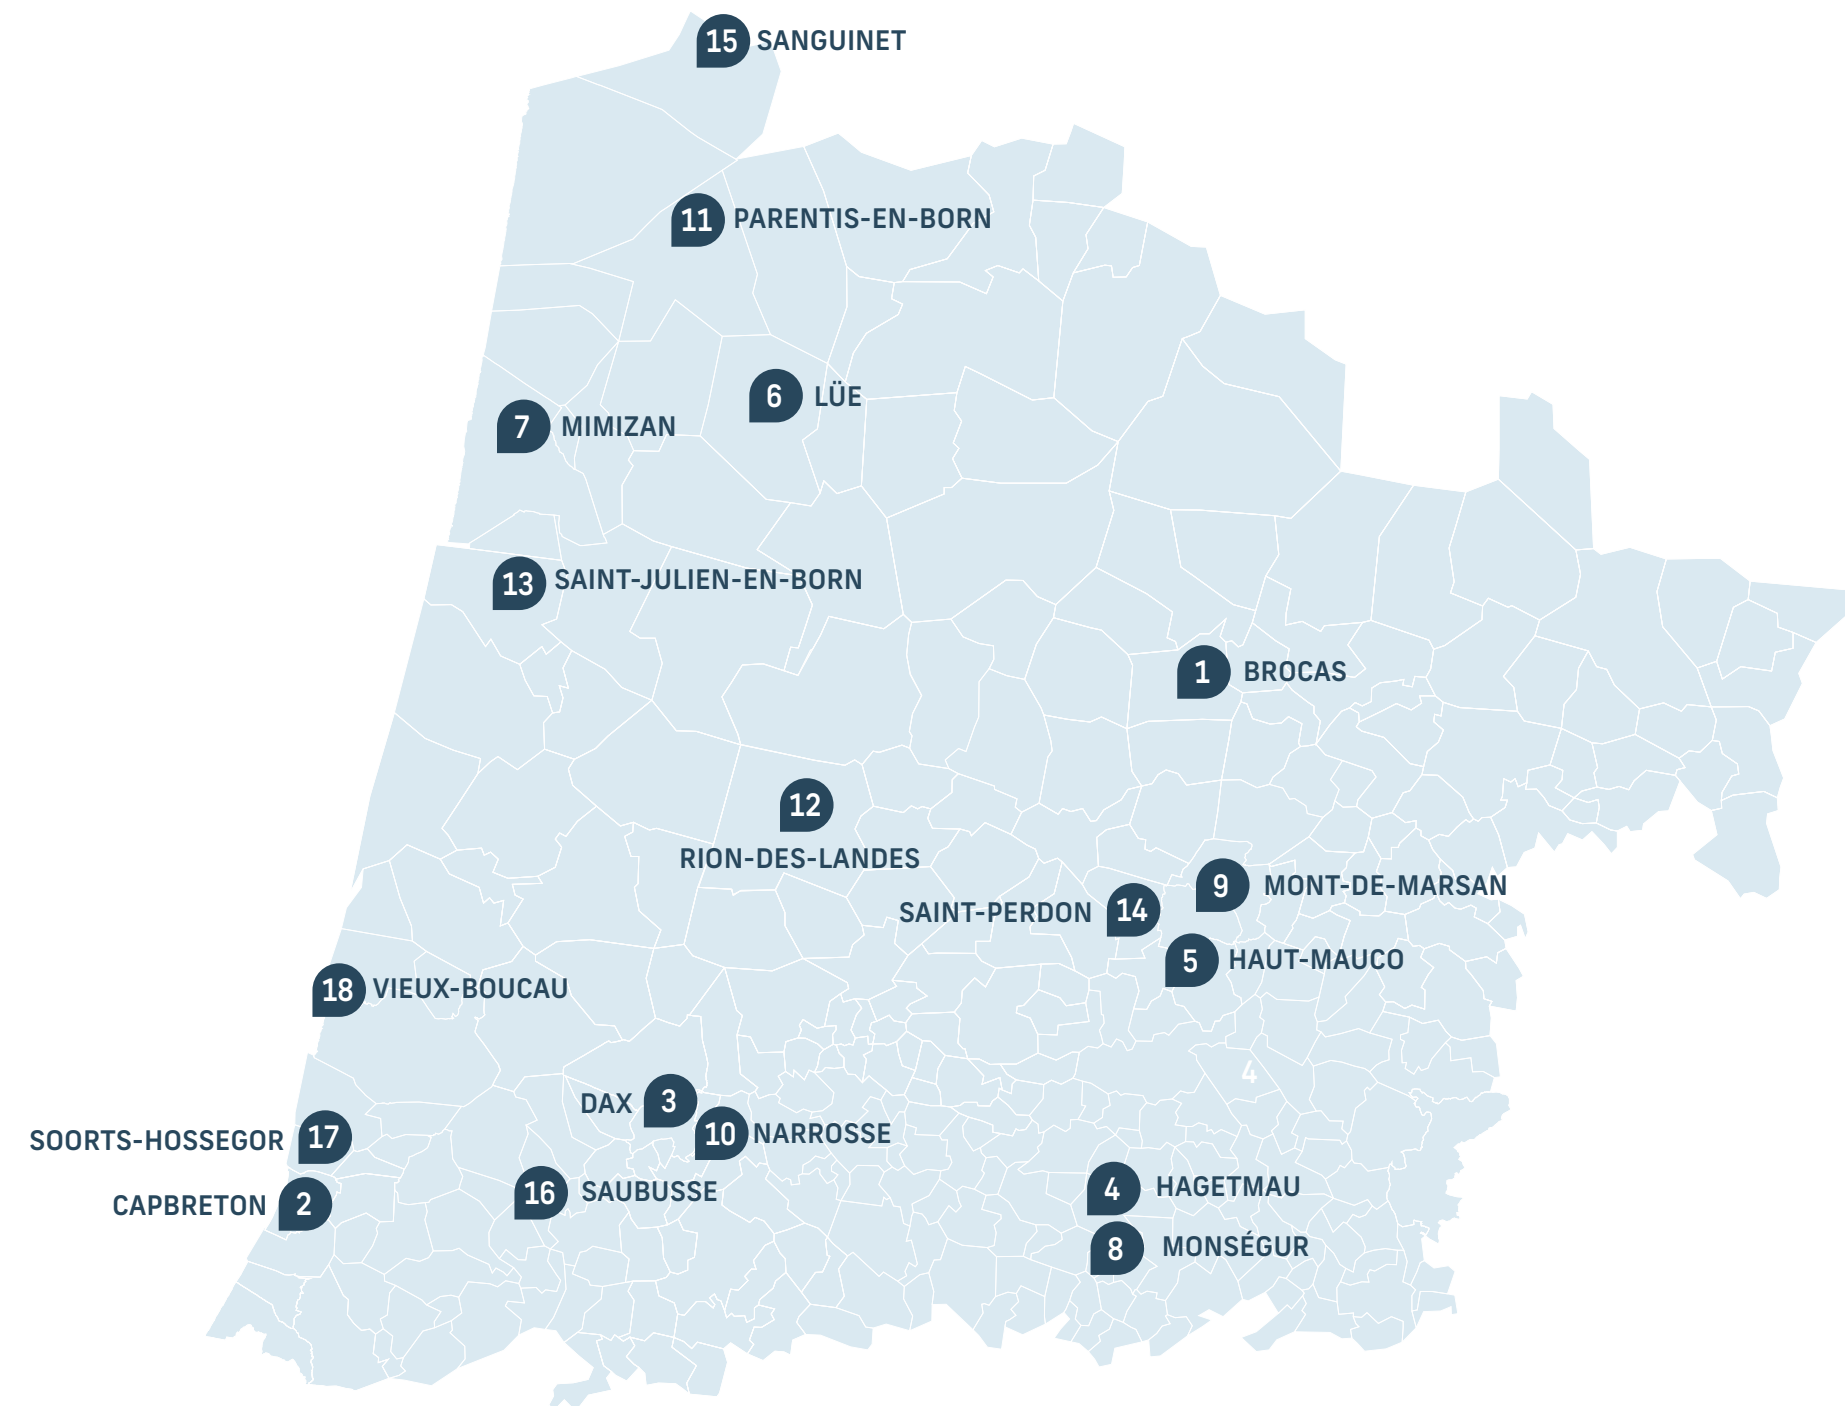 15 SANGUINET
11 PARENTIS-EN-BORN
6 LÜE
7 MIMIZAN
13 SAINT-JULIEN-EN-BORN
1 BROCAS
12
RION-DES-LANDES
9 MONT-DE-MARSAN
SAINT-PERDON 14
5 HAUT-MAUCO
18 VIEUX-BOUCAU
4
DAX 3
10 NARROSSE
SOORTS-HOSSEGOR 17
4 HAGETMAU
16 SAUBUSSE
CAPBRETON 2
8 MONSÉGUR